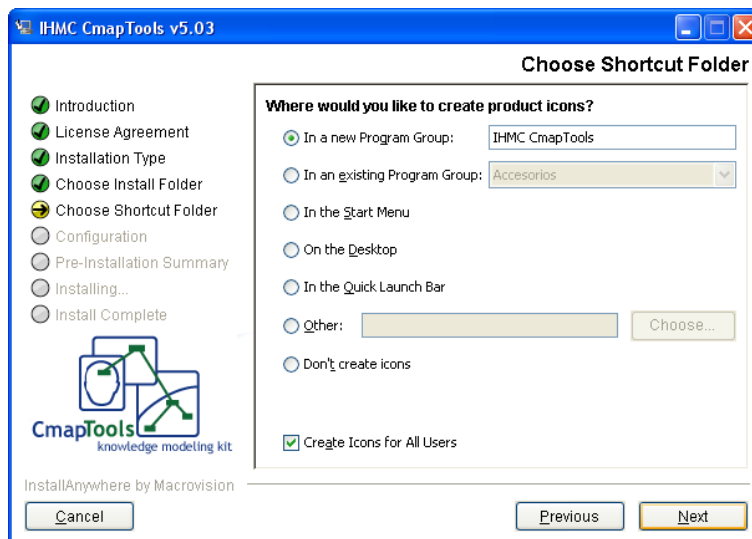 IHMC CmapTools v5.03
Choose Shortcut Folder
Introduction
License Agreement
Installation Type
Choose Install Folder
Choose Shortcut Folder
Configuration
Pre-Installation Summary
Installing...
Install Complete
CmapTools
knowledge modeling kit
Where would you like to create product icons?
In a new Program Group: IHMC CmapTools
In an existing Program Group: Accesorios
In the Start Menu
On the Desktop
In the Quick Launch Bar
Other: Choose...
Don't create icons
Create Icons for All Users
InstallAnywhere by Macrovision
Cancel Previous Next